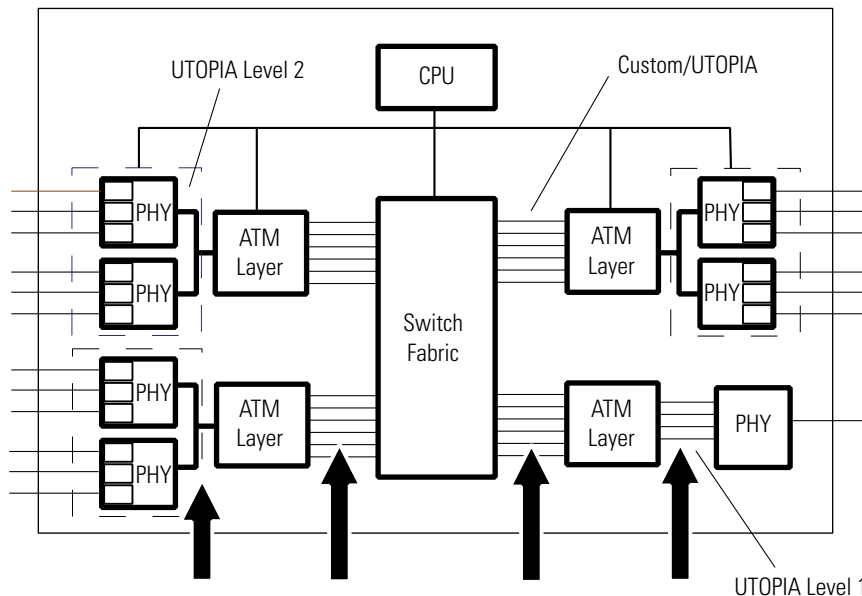 CPU
UTOPIA Level 2
Custom/UTOPIA
PHY
ATM
Layer
ATM
Layer
PHY
PHY
PHY
Switch
Fabric
PHY
ATM
Layer
ATM
Layer
PHY
PHY
UTOPIA Level 1